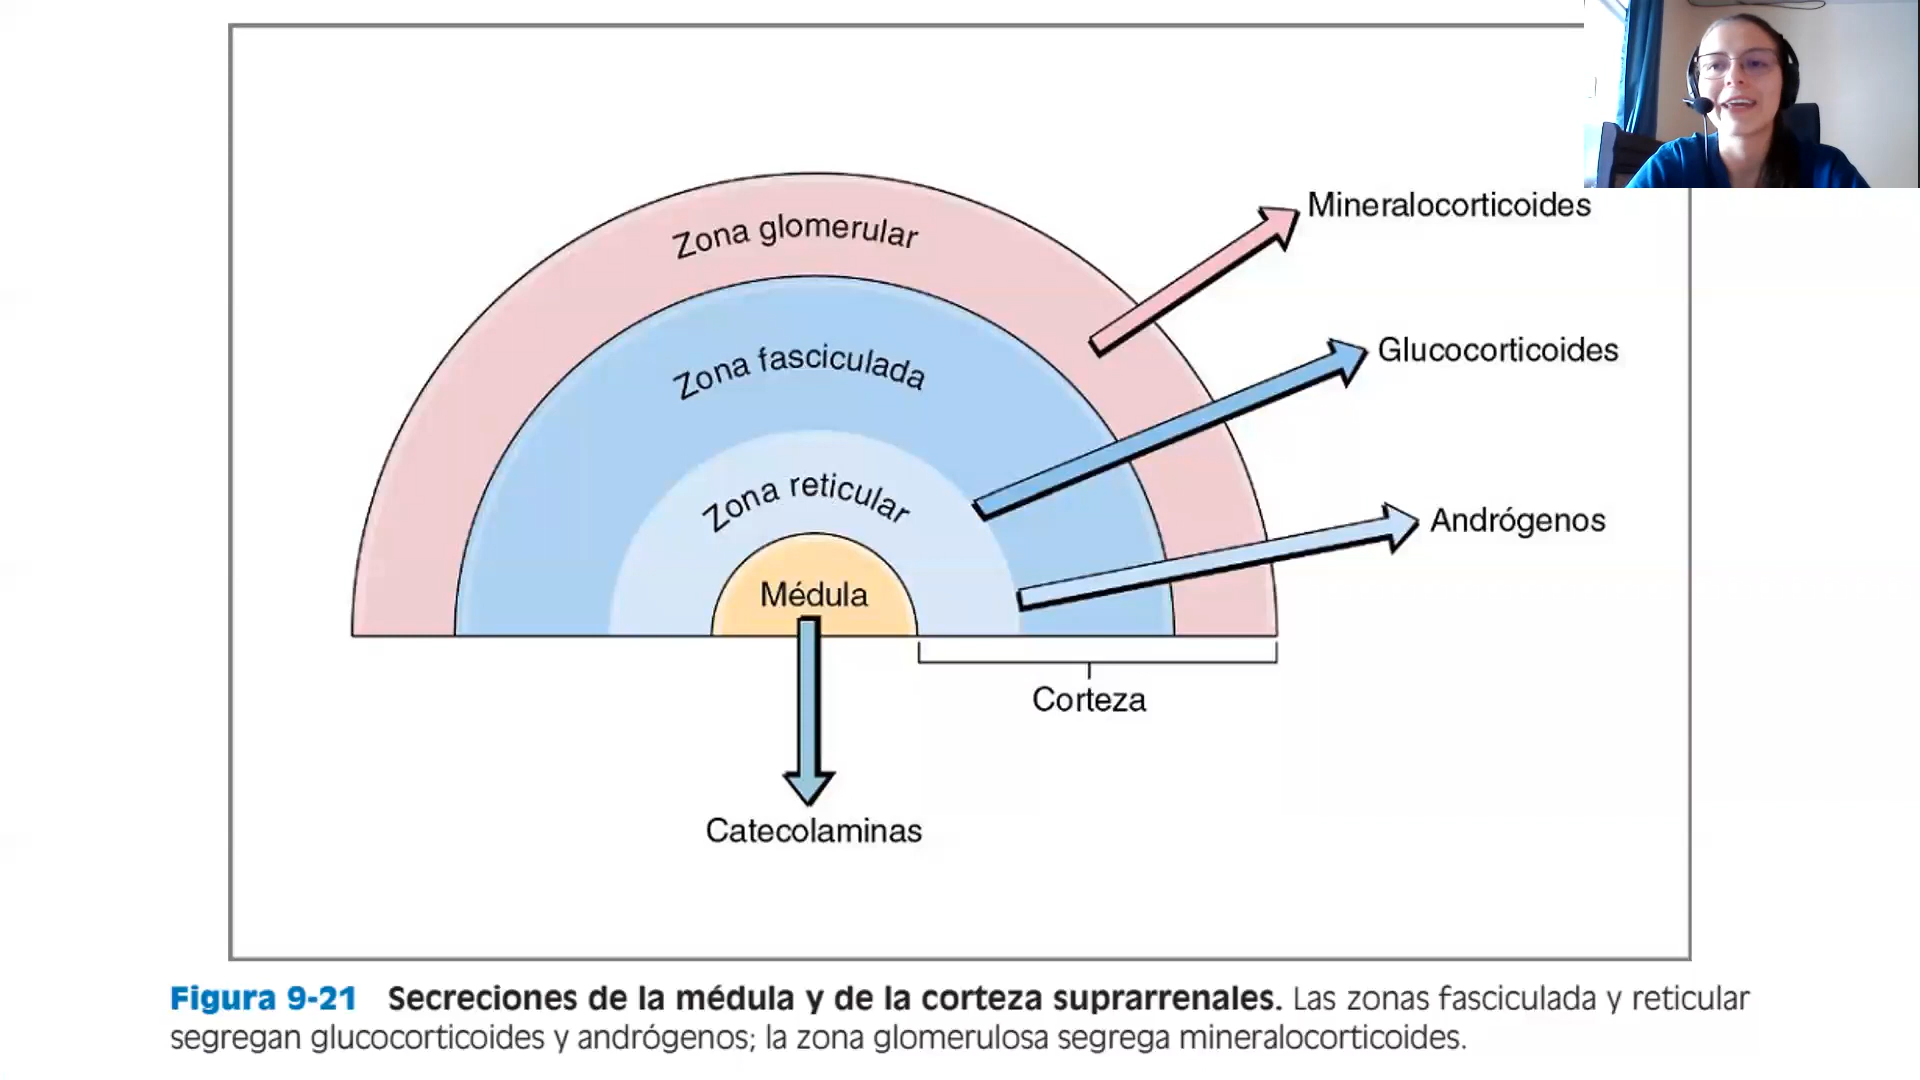 Zona glomerular
Mineralocorticoides
Zona fasciculada
Glucocorticoides
Zona reticular
Andrógenos
Médula
Corteza
Catecolaminas
Figura 9-21 Secreciones de la médula y de la corteza suprarrenales. Las zonas fasciculada y reticular
segregan glucocorticoides y andrógenos; la zona glomerulosa segrega mineralocorticoides.